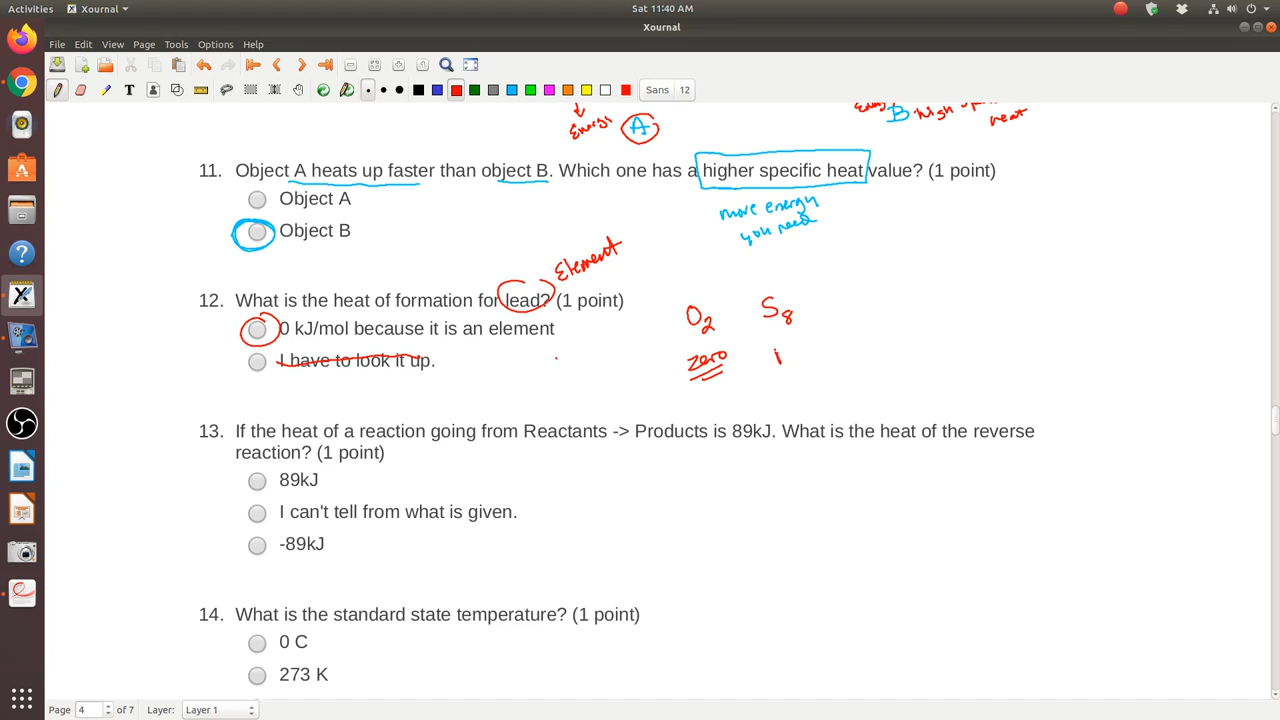 Activities
Xournal
Sat 11:40 AM
Xournal
File Edit View Page Tools Options Help
Sans 12
Energy A
B high heat
11. Object A heats up faster than object B. Which one has a higher specific heat value? (1 point)
Object A
more energy
you need
Object B
Element
12. What is the heat of formation for lead? (1 point)
O2 S8
0 kJ/mol because it is an element
I have to look it up.
zero
13. If the heat of a reaction going from Reactants -> Products is 89kJ. What is the heat of the reverse
reaction? (1 point)
89kJ
I can't tell from what is given.
-89kJ
14. What is the standard state temperature? (1 point)
0 C
273 K
Page 4 of 7 Layer: Layer 1